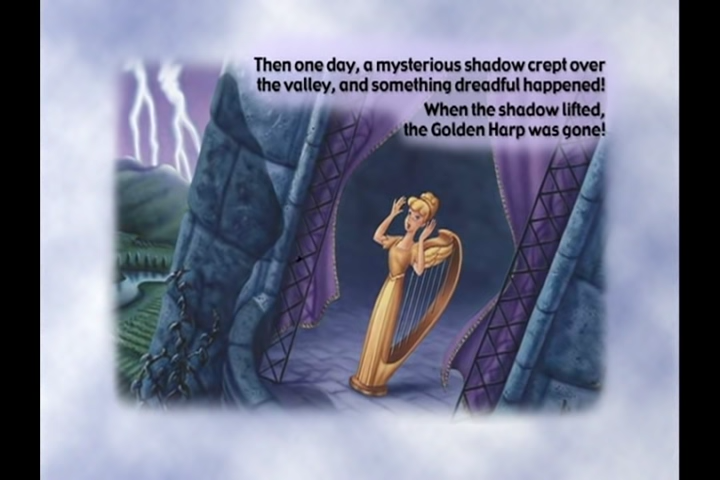 Then one day, a mysterious shadow crept over
the valley, and something dreadful happened!
When the shadow lifted,
the Golden Harp was gone!